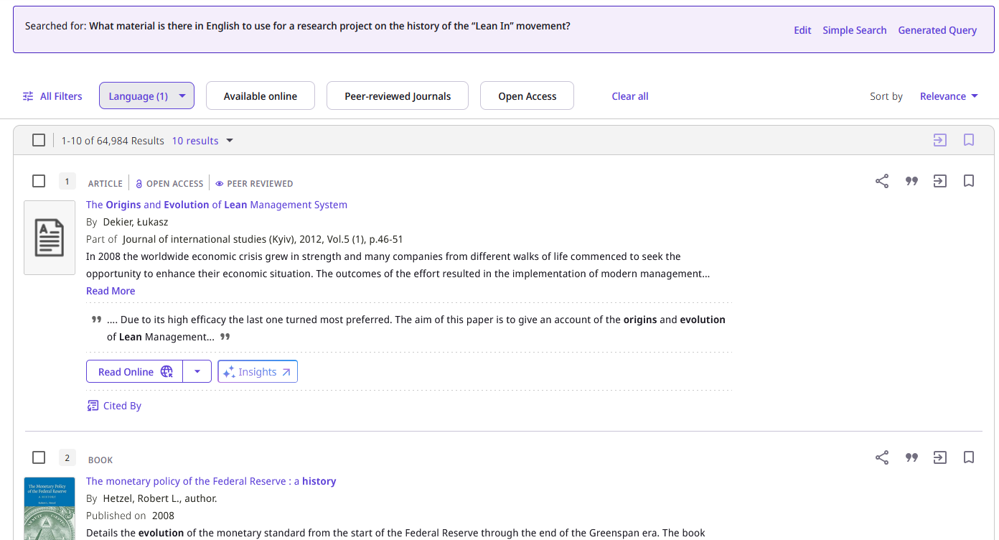 Searched for: What material is there in English to use for a research project on the history of the “Lean In” movement?
Edit Simple Search Generated Query
All Filters Language (1) Available online Peer-reviewed Journals Open Access Clear all Sort by Relevance
1-10 of 64,984 Results 10 results
1 ARTICLE OPEN ACCESS PEER REVIEWED
The Origins and Evolution of Lean Management System
By Dekier, Łukasz
Part of Journal of international studies (Kyiv), 2012, Vol.5 (1), p.46-51
In 2008 the worldwide economic crisis grew in strength and many companies from different walks of life commenced to seek the
opportunity to enhance their economic situation. The outcomes of the effort resulted in the implementation of modern management...
Read More
.... Due to its high efficacy the last one turned most preferred. The aim of this paper is to give an account of the origins and evolution
of Lean Management...
Read Online Insights
Cited By
2 BOOK
The monetary policy of the Federal Reserve : a history
By Hetzel, Robert L., author.
Published on 2008
Details the evolution of the monetary standard from the start of the Federal Reserve through the end of the Greenspan era. The book
The Monetary Policy
of the Federal Reserve
A HISTORY